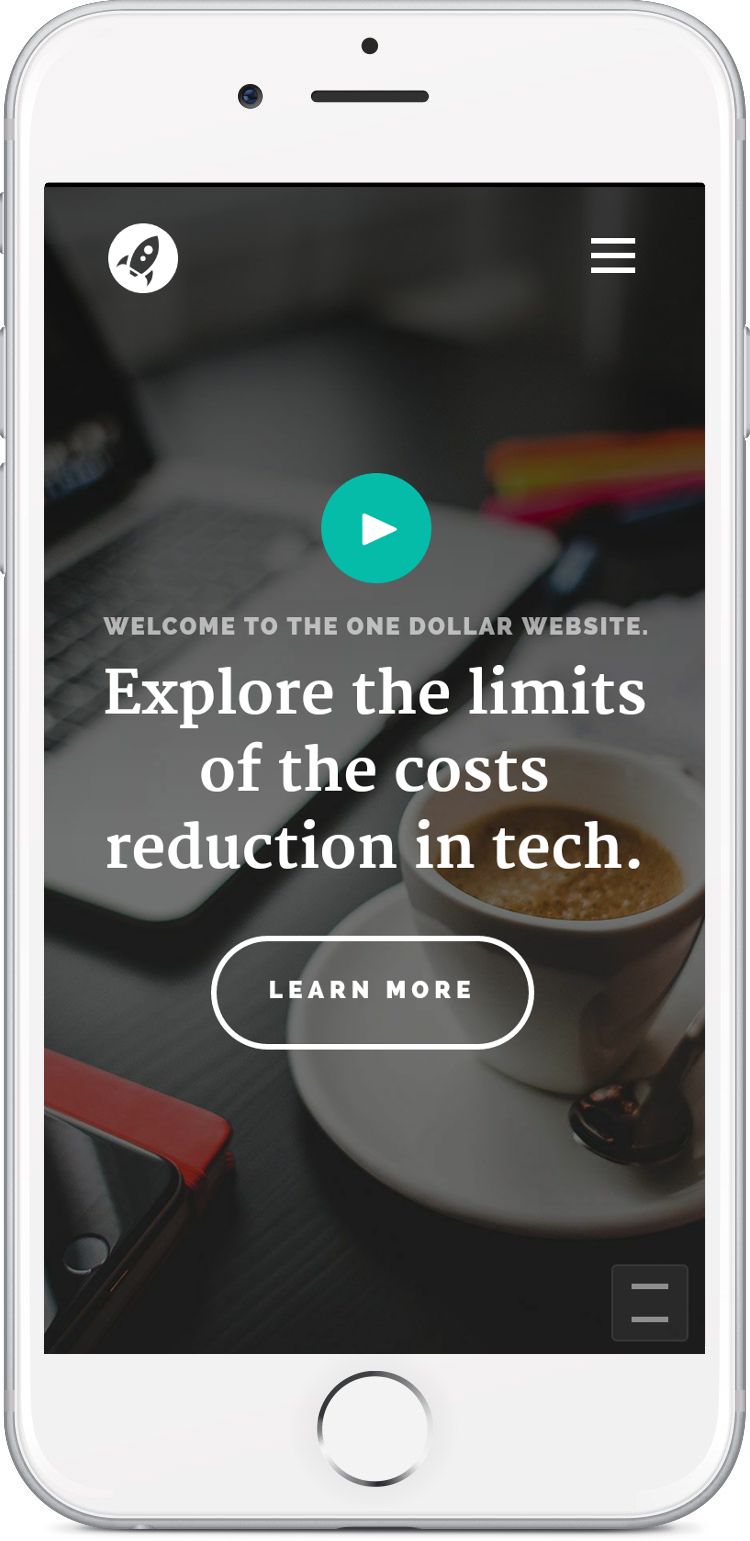 WELCOME TO THE ONE DOLLAR WEBSITE.
Explore the limits
of the costs
reduction in tech.
LEARN MORE